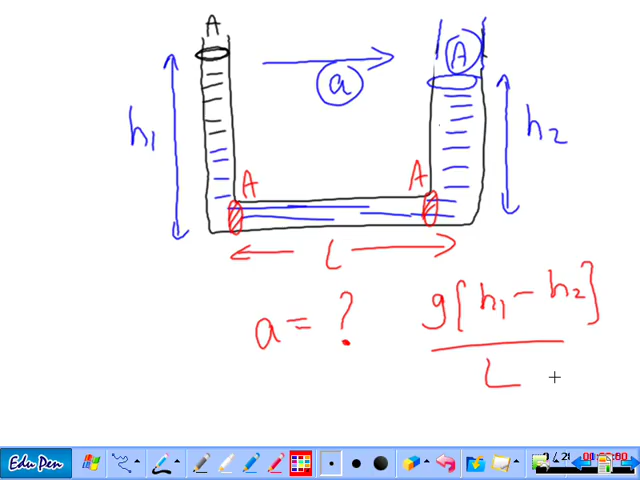 A
A
a
h1
h2
A
A
L
a = ? g[h1 - h2]
L
Edu Pen